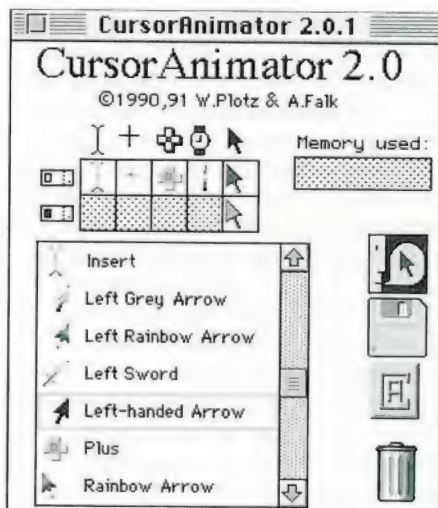 CursorAnimator 2.0.1
CursorAnimator 2.0
©1990,91 W.Plotz & A.Falk
Memory used:
Insert
Left Grey Arrow
Left Rainbow Arrow
Left Sword
Left-handed Arrow
Plus
Rainbow Arrow